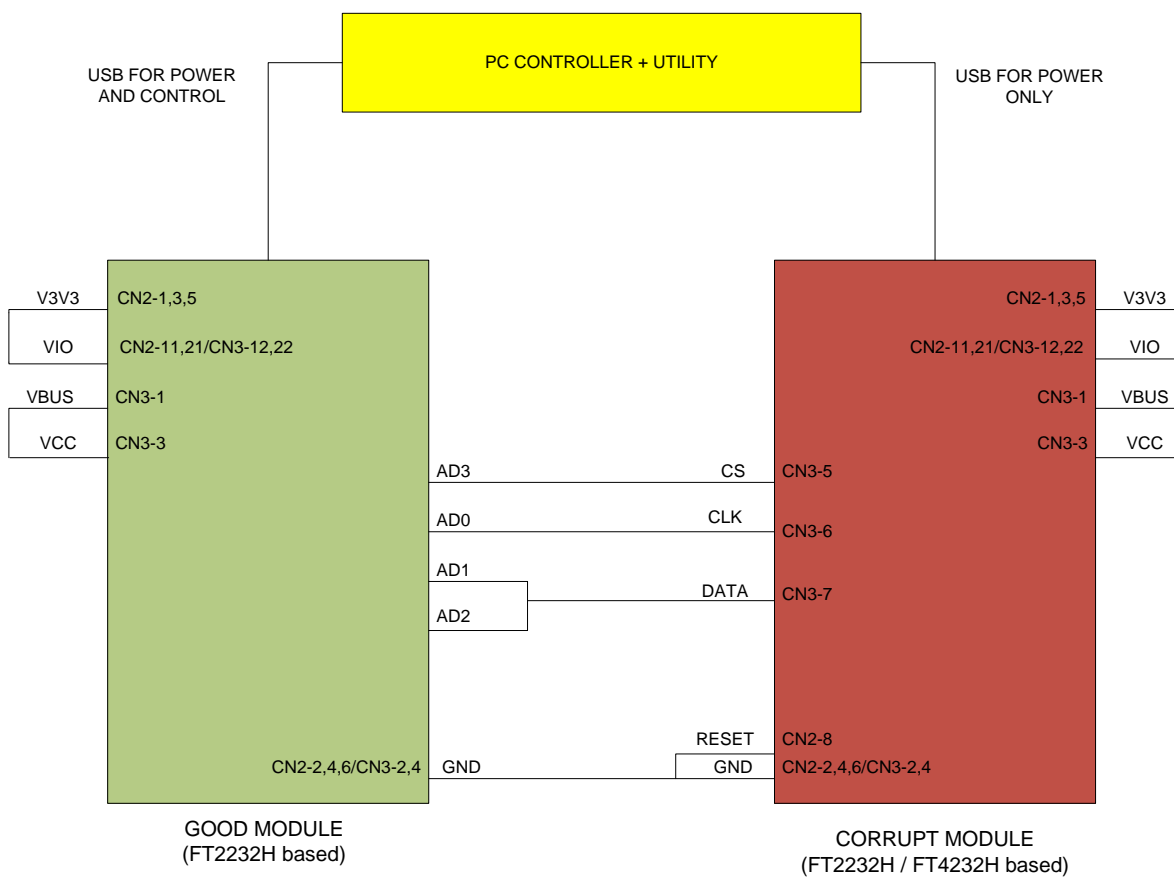 PC CONTROLLER + UTILITY
USB FOR POWER
AND CONTROL
USB FOR POWER
ONLY
V3V3
CN2-1,3,5
VIO
CN2-11,21/CN3-12,22
VBUS
CN3-1
VCC
CN3-3
CN2-1,3,5
V3V3
CN2-11,21/CN3-12,22
VIO
CN3-1
VBUS
CN3-3
VCC
AD3
CS
CN3-5
AD0
CLK
CN3-6
AD1
DATA
CN3-7
AD2
RESET
CN2-8
CN2-2,4,6/CN3-2,4
GND
GND
CN2-2,4,6/CN3-2,4
GOOD MODULE
(FT2232H based)
CORRUPT MODULE
(FT2232H / FT4232H based)